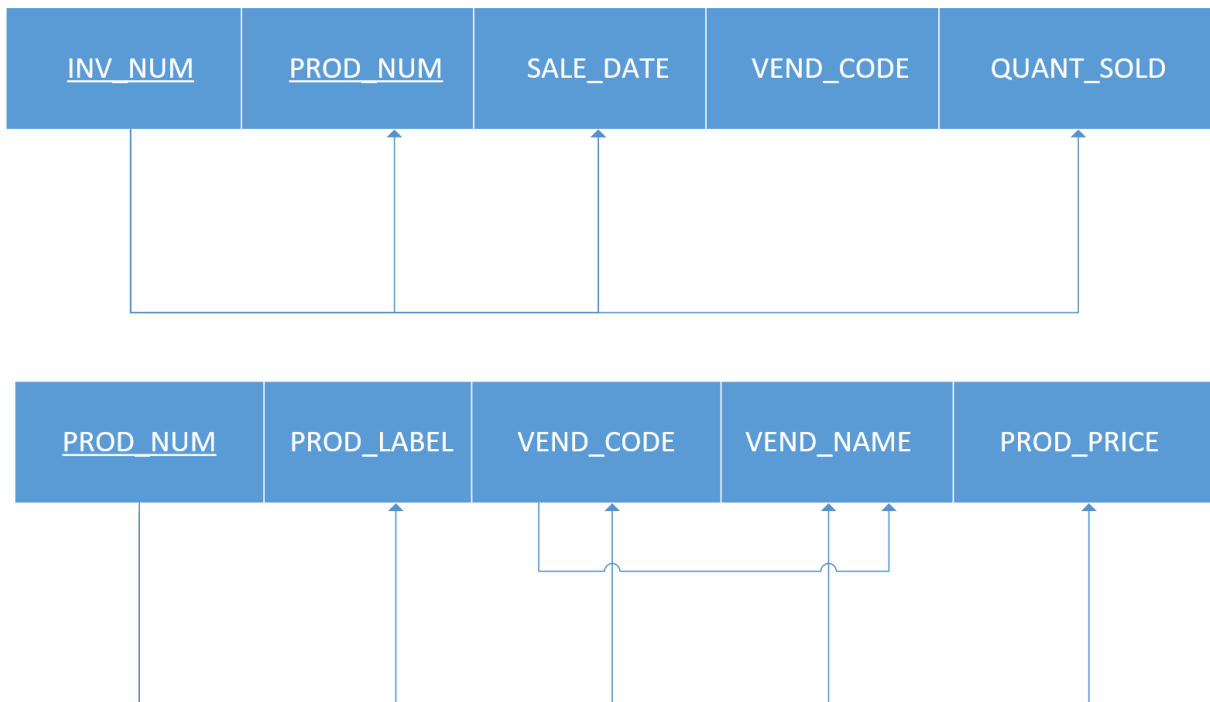 INV_NUM PROD_NUM SALE_DATE VEND_CODE QUANT_SOLD
PROD_NUM PROD_LABEL VEND_CODE VEND_NAME PROD_PRICE